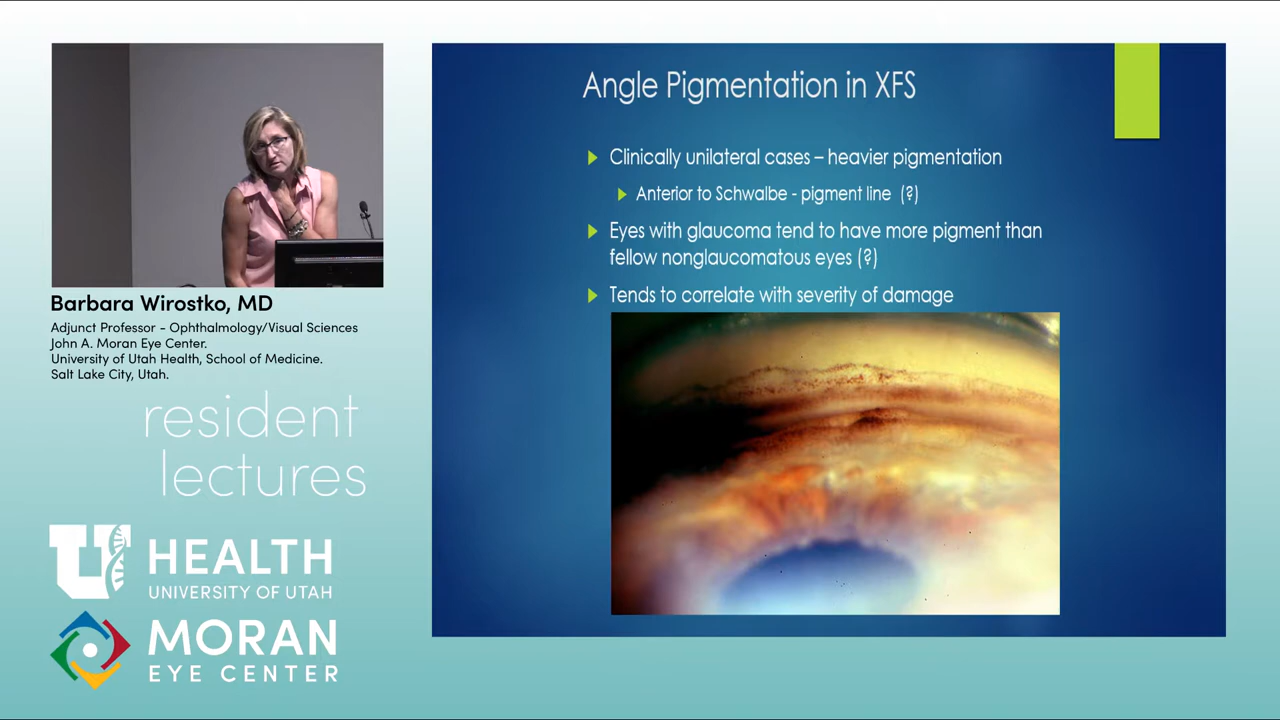 Barbara Wirostko, MD
Adjunct Professor - Ophthalmology/Visual Sciences
John A. Moran Eye Center.
University of Utah Health, School of Medicine.
Salt Lake City, Utah.
resident
lectures
U HEALTH
UNIVERSITY OF UTAH
MORAN
EYE CENTER
Angle Pigmentation in XFS
Clinically unilateral cases – heavier pigmentation
Anterior to Schwalbe - pigment line (?)
Eyes with glaucoma tend to have more pigment than
fellow nonglaucomatous eyes (?)
Tends to correlate with severity of damage